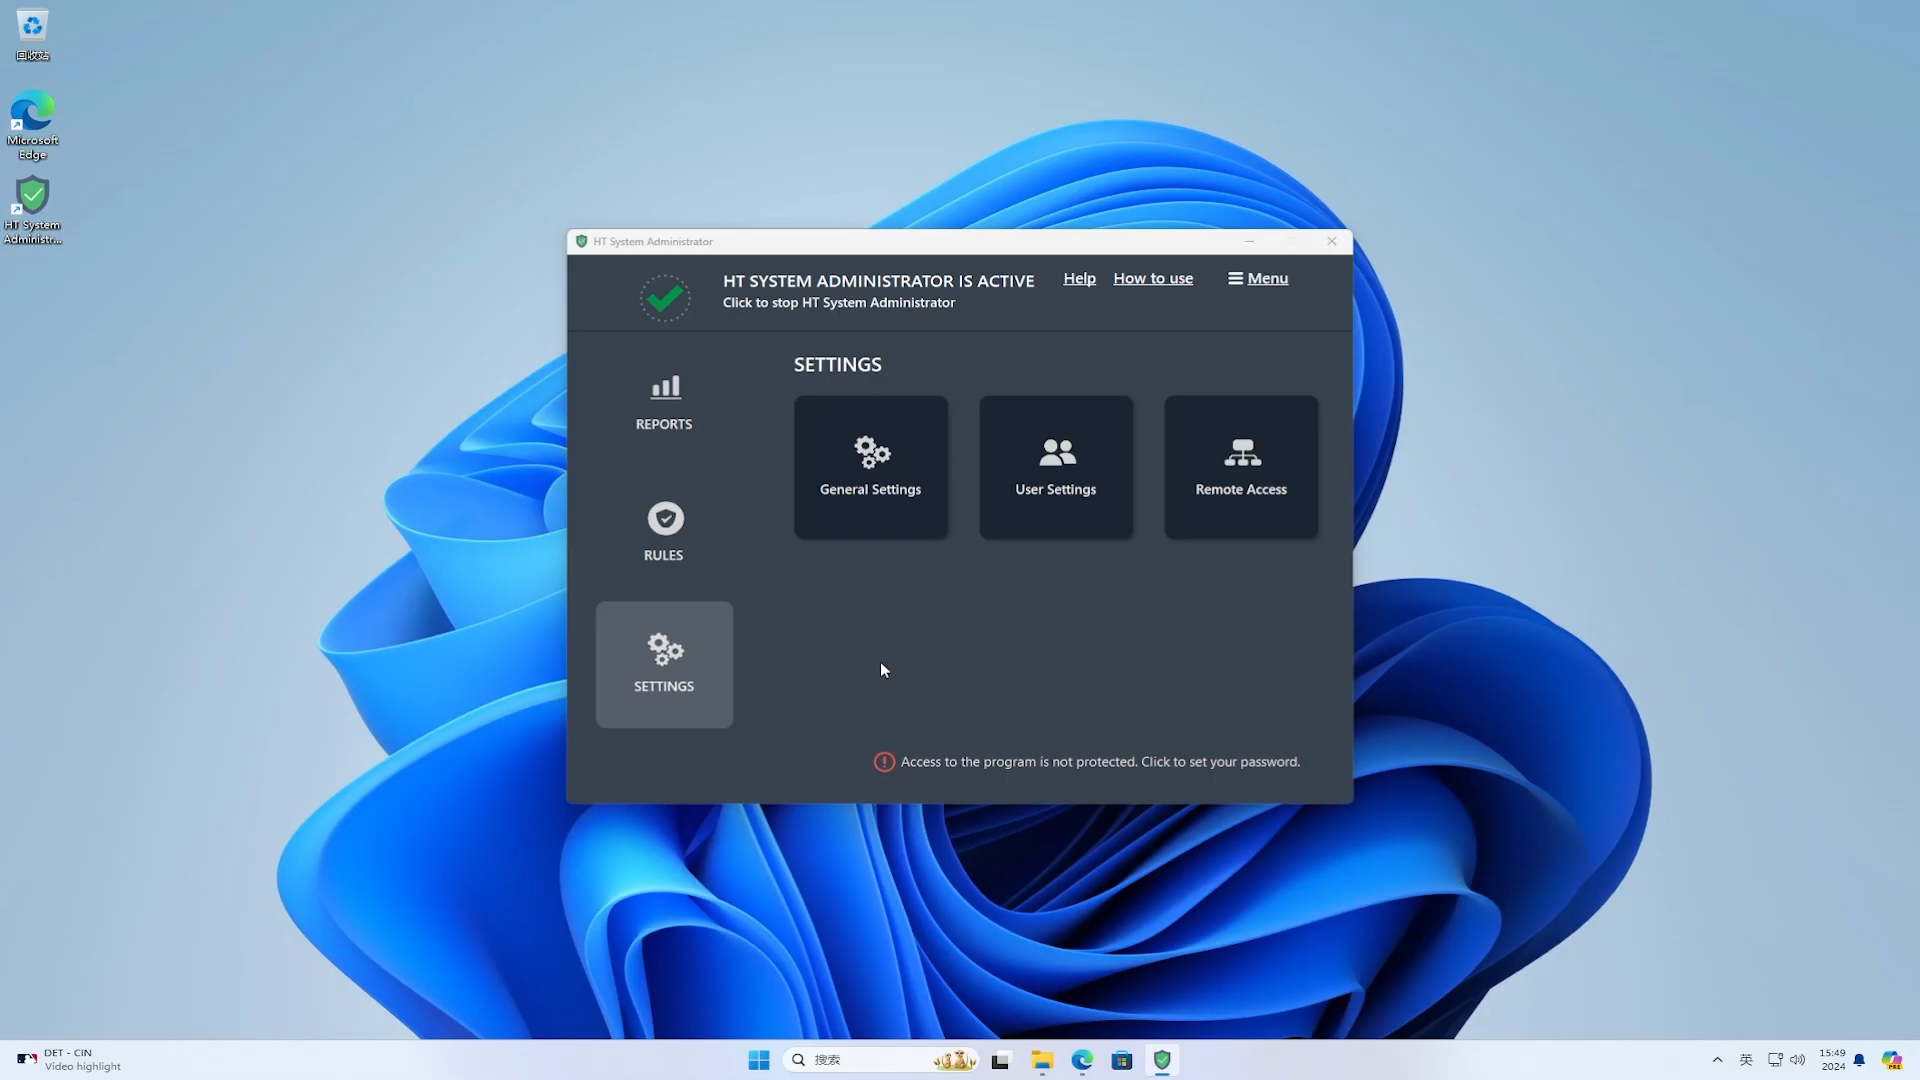 回收站
Microsoft
Edge
HT System
Administr...
HT System Administrator
HT SYSTEM ADMINISTRATOR IS ACTIVE
Click to stop HT System Administrator
Help
How to use
Menu
REPORTS
RULES
SETTINGS
SETTINGS
General Settings
User Settings
Remote Access
Access to the program is not protected. Click to set your password.
DET - CIN
Video highlight
搜索
英
15:49
2024
PRE